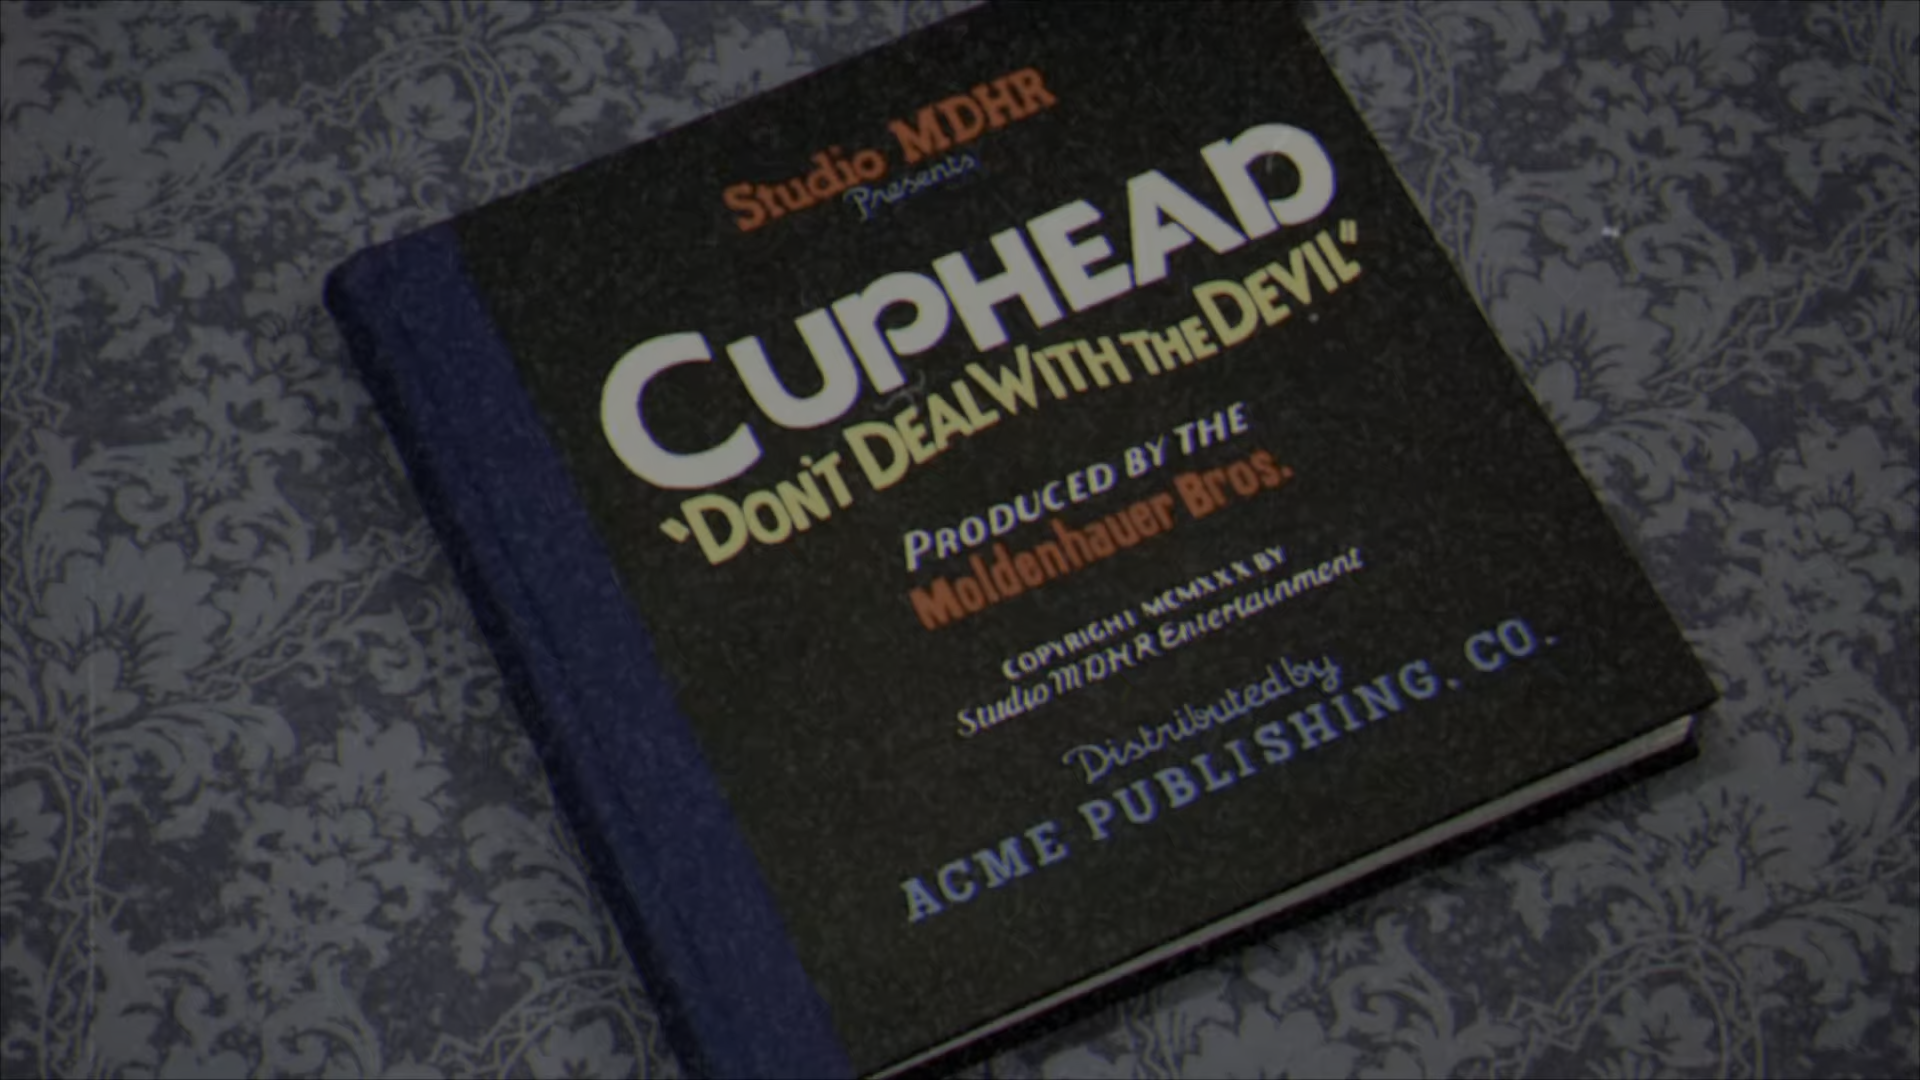 Studio MDHR
Presents
CUPHEAD
"DON'T DEAL WITH THE DEVIL"
PRODUCED BY THE
Moldenhauer Bros.
COPYRIGHT MCMXXX BY
Studio MDHR Entertainment
Distributed by
ACME PUBLISHING. CO.